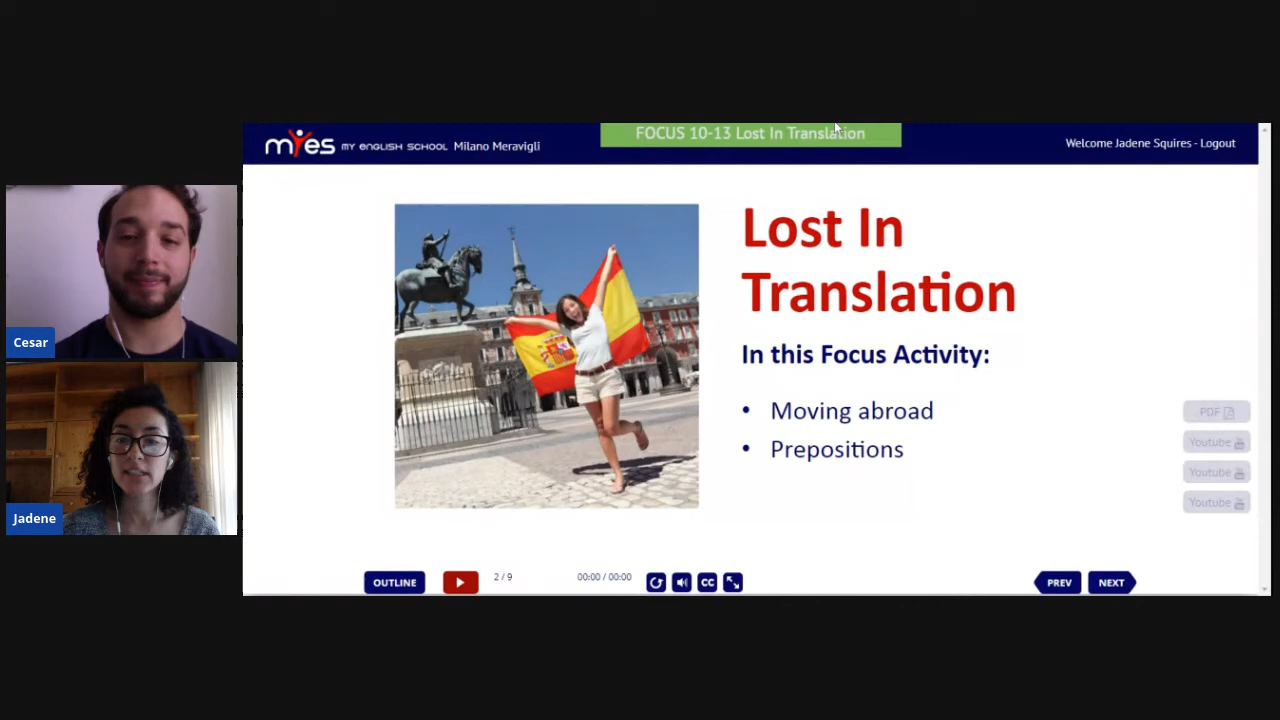 FOCUS 10-13 Lost In Translation
myes MY ENGLISH SCHOOL Milano Meravigli
Welcome Jadene Squires - Logout
Cesar
Jadene
Lost In
Translation
In this Focus Activity:
• Moving abroad
• Prepositions
PDF
Youtube
Youtube
Youtube
OUTLINE
2 / 9
00:00 / 00:00
CC
PREV
NEXT